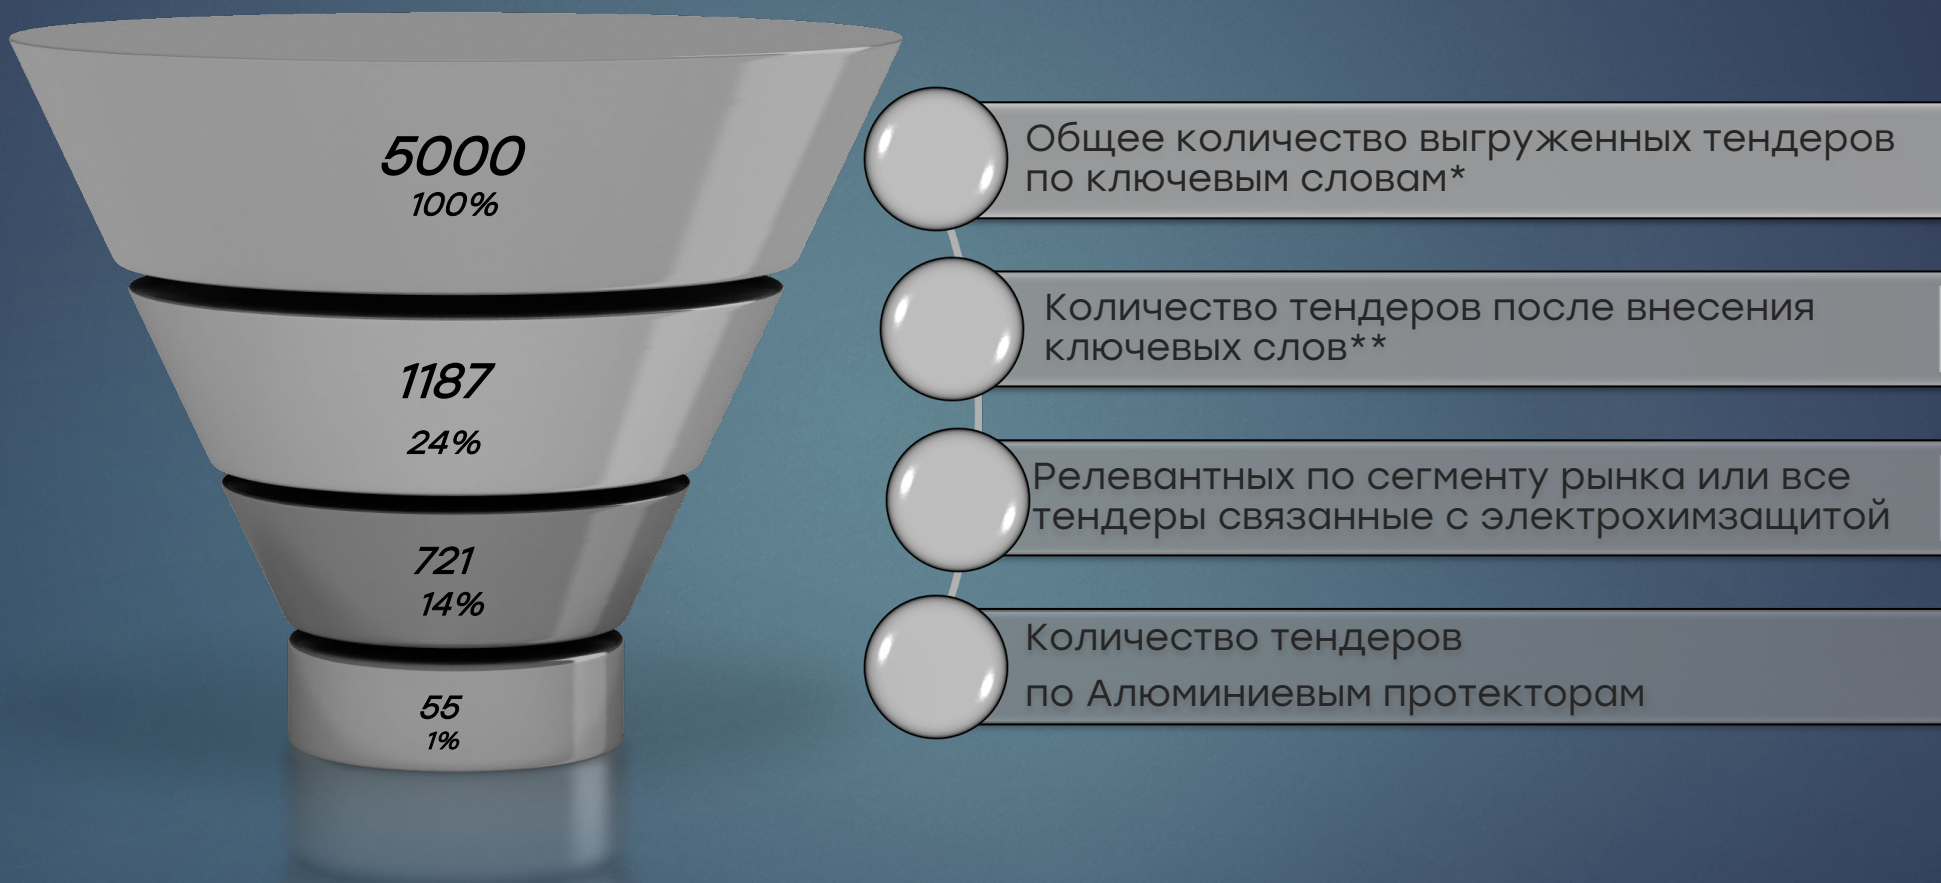 5000
100%
Общее количество выгруженных тендеров
по ключевым словам*
1187
24%
Количество тендеров после внесения
ключевых слов**
721
14%
Релевантных по сегменту рынка или все
тендеры связанные с электрохимзащитой
55
1%
Количество тендеров
по Алюминиевым протекторам